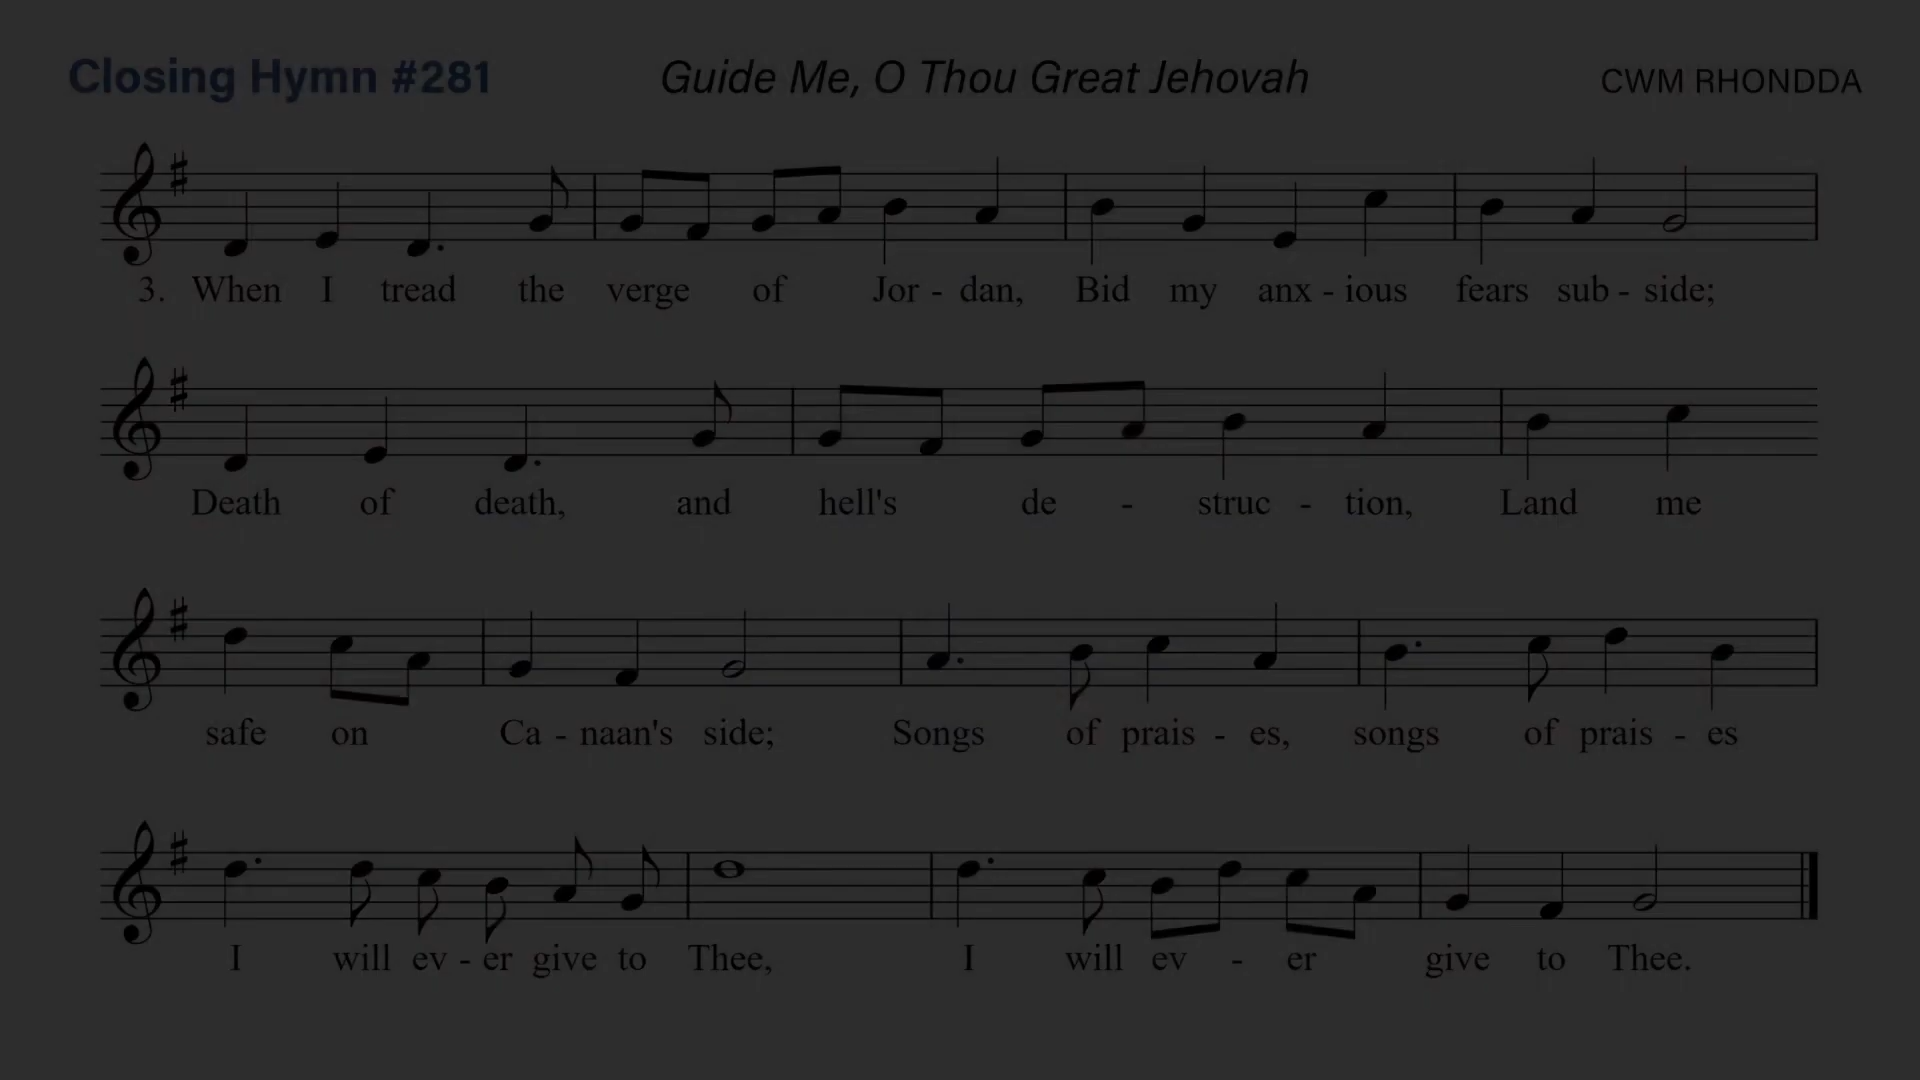 Closing Hymn #281 Guide Me, O Thou Great Jehovah CWM RHONDDA
3. When I tread the verge of Jor - dan, Bid my anx - ious fears sub - side;
Death of death, and hell's de - struc - tion, Land me
safe on Ca - naan's side; Songs of prais - es, songs of prais - es
I will ev - er give to Thee, I will ev - er give to Thee.